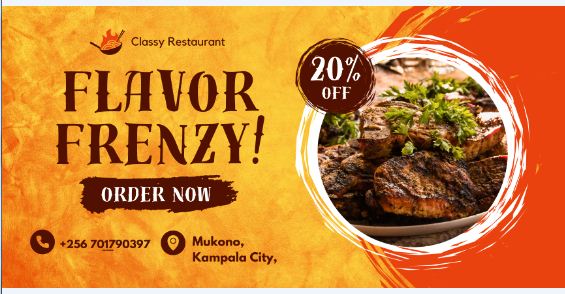 Classy Restaurant
FLAVOR
FRENZY!
ORDER NOW
20%
OFF
+256 701790397
Mukono,
Kampala City,